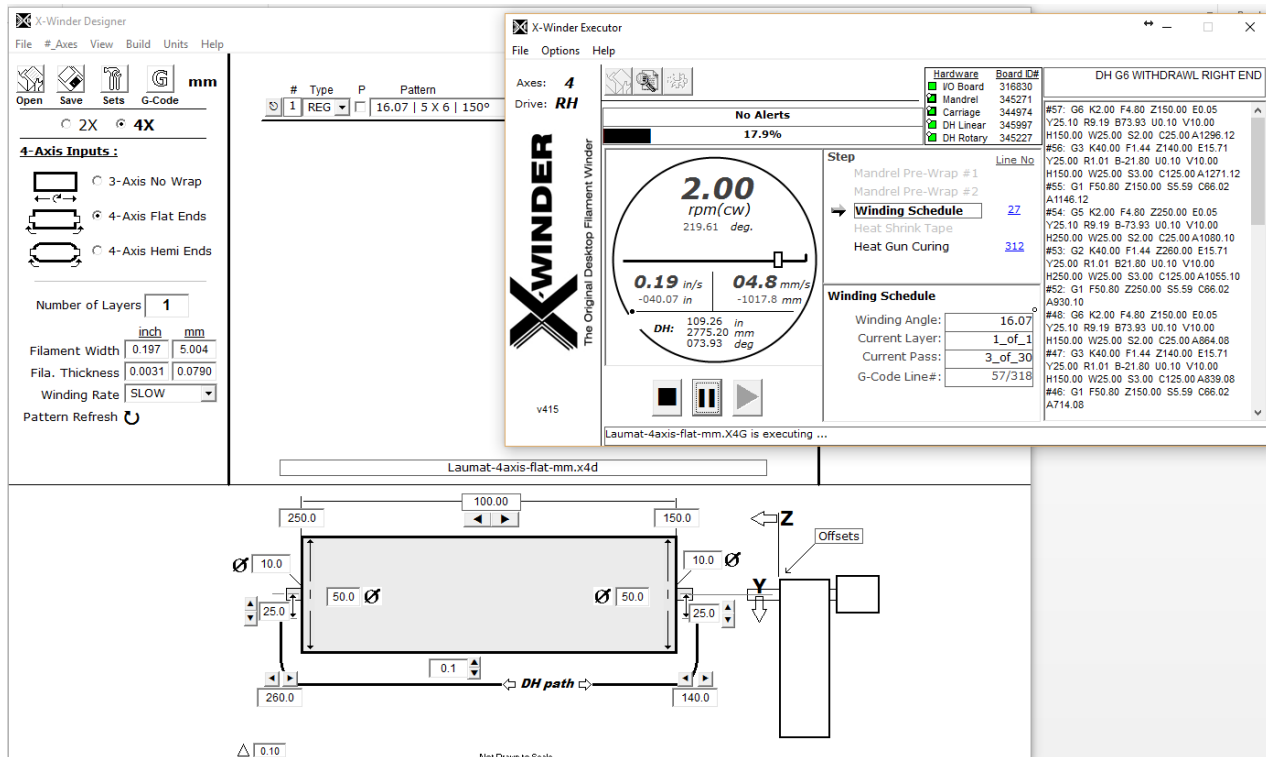 X-Winder Designer
File #_Axes View Build Units Help
Open Save Sets G-Code mm
2X 4X
4-Axis Inputs :
3-Axis No Wrap
4-Axis Flat Ends
4-Axis Hemi Ends
Number of Layers 1
inch mm
Filament Width 0.197 5.004
Fila. Thickness 0.0031 0.0790
Winding Rate SLOW
Pattern Refresh
# Type P Pattern
1 REG 16.07 | 5 X 6 | 150º
Laumat-4axis-flat-mm.x4d
100.00
250.0 150.0
10.0 10.0
50.0 50.0
25.0 25.0
0.1
DH path
260.0 140.0
0.10
Not Drawn to Scale
Z
Offsets
Y
X-Winder Executor
File Options Help
Axes: 4
Drive: RH
X-WINDER
The Original Desktop Filament Winder
v415
No Alerts
17.9%
Hardware Board ID#
I/O Board 316830
Mandrel 345271
Carriage 344974
DH Linear 345997
DH Rotary 345227
2.00
rpm(cw)
219.61 deg.
0.19 in/s 04.8 mm/s
-040.07 in -1017.8 mm
DH: 109.26 in
2775.20 mm
073.93 deg
Step Line No
Mandrel Pre-Wrap #1
Mandrel Pre-Wrap #2
Winding Schedule 27
Heat Shrink Tape
Heat Gun Curing 312
Winding Schedule
Winding Angle: 16.07 °
Current Layer: 1_of_1
Current Pass: 3_of_30
G-Code Line#: 57/318
Laumat-4axis-flat-mm.X4G is executing ...
DH G6 WITHDRAWL RIGHT END
#57: G6 K2.00 F4.80 Z150.00 E0.05
Y25.10 R9.19 B73.93 U0.10 V10.00
H150.00 W25.00 S2.00 C25.00 A1296.12
#56: G3 K40.00 F1.44 Z140.00 E15.71
Y25.00 R1.01 B-21.80 U0.10 V10.00
H150.00 W25.00 S3.00 C125.00 A1271.12
#55: G1 F50.80 Z150.00 S5.59 C66.02
A1146.12
#54: G5 K2.00 F4.80 Z250.00 E0.05
Y25.10 R9.19 B-73.93 U0.10 V10.00
H250.00 W25.00 S2.00 C25.00 A1080.10
#53: G2 K40.00 F1.44 Z260.00 E15.71
Y25.00 R1.01 B21.80 U0.10 V10.00
H250.00 W25.00 S3.00 C125.00 A1055.10
#52: G1 F50.80 Z250.00 S5.59 C66.02
A930.10
#48: G6 K2.00 F4.80 Z150.00 E0.05
Y25.10 R9.19 B73.93 U0.10 V10.00
H150.00 W25.00 S2.00 C25.00 A864.08
#47: G3 K40.00 F1.44 Z140.00 E15.71
Y25.00 R1.01 B-21.80 U0.10 V10.00
H150.00 W25.00 S3.00 C125.00 A839.08
#46: G1 F50.80 Z150.00 S5.59 C66.02
A714.08